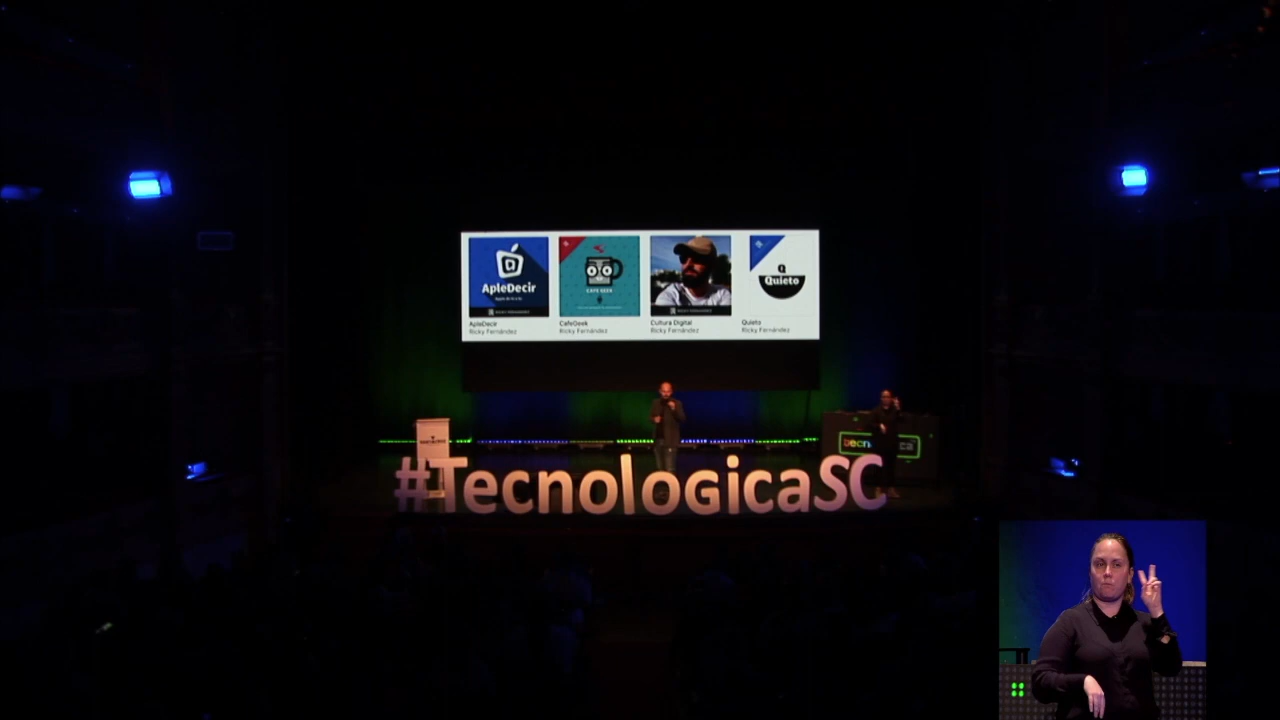 ApleDecir
CAFE GEEK
Quieto
ApleDecir
Ricky Fernández
CafeGeek
Ricky Fernández
Cultura Digital
Ricky Fernández
Quieto
Ricky Fernández
#TecnologicaSC